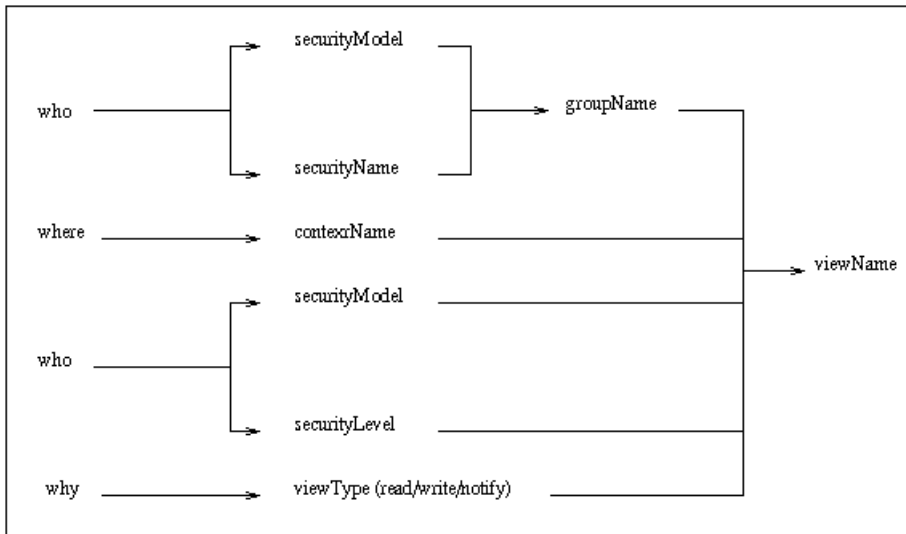 securityModel
who
groupName
securityName
where
contexrName
viewName
securityModel
who
securityLevel
why
viewType (read/write/notify)